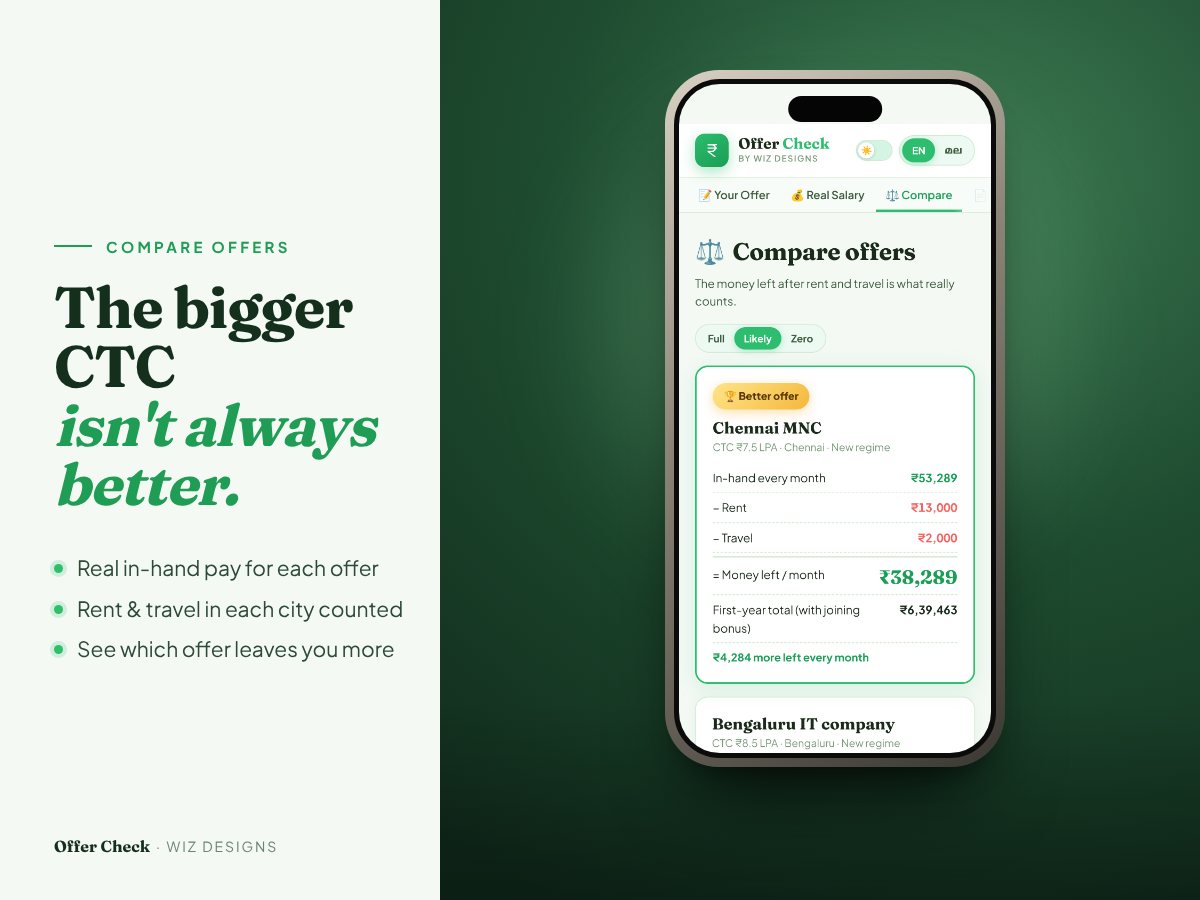 COMPARE OFFERS
The bigger
CTC
isn't always
better.
Real in-hand pay for each offer
Rent & travel in each city counted
See which offer leaves you more
Offer Check · WIZ DESIGNS
₹
Offer Check
BY WIZ DESIGNS
EN
മല
Your Offer
Real Salary
Compare
Compare offers
The money left after rent and travel is what really
counts.
Full
Likely
Zero
Better offer
Chennai MNC
CTC ₹7.5 LPA · Chennai · New regime
In-hand every month ₹53,289
– Rent ₹13,000
– Travel ₹2,000
= Money left / month ₹38,289
First-year total (with joining ₹6,39,463
bonus)
₹4,284 more left every month
Bengaluru IT company
CTC ₹8.5 LPA · Bengaluru · New regime